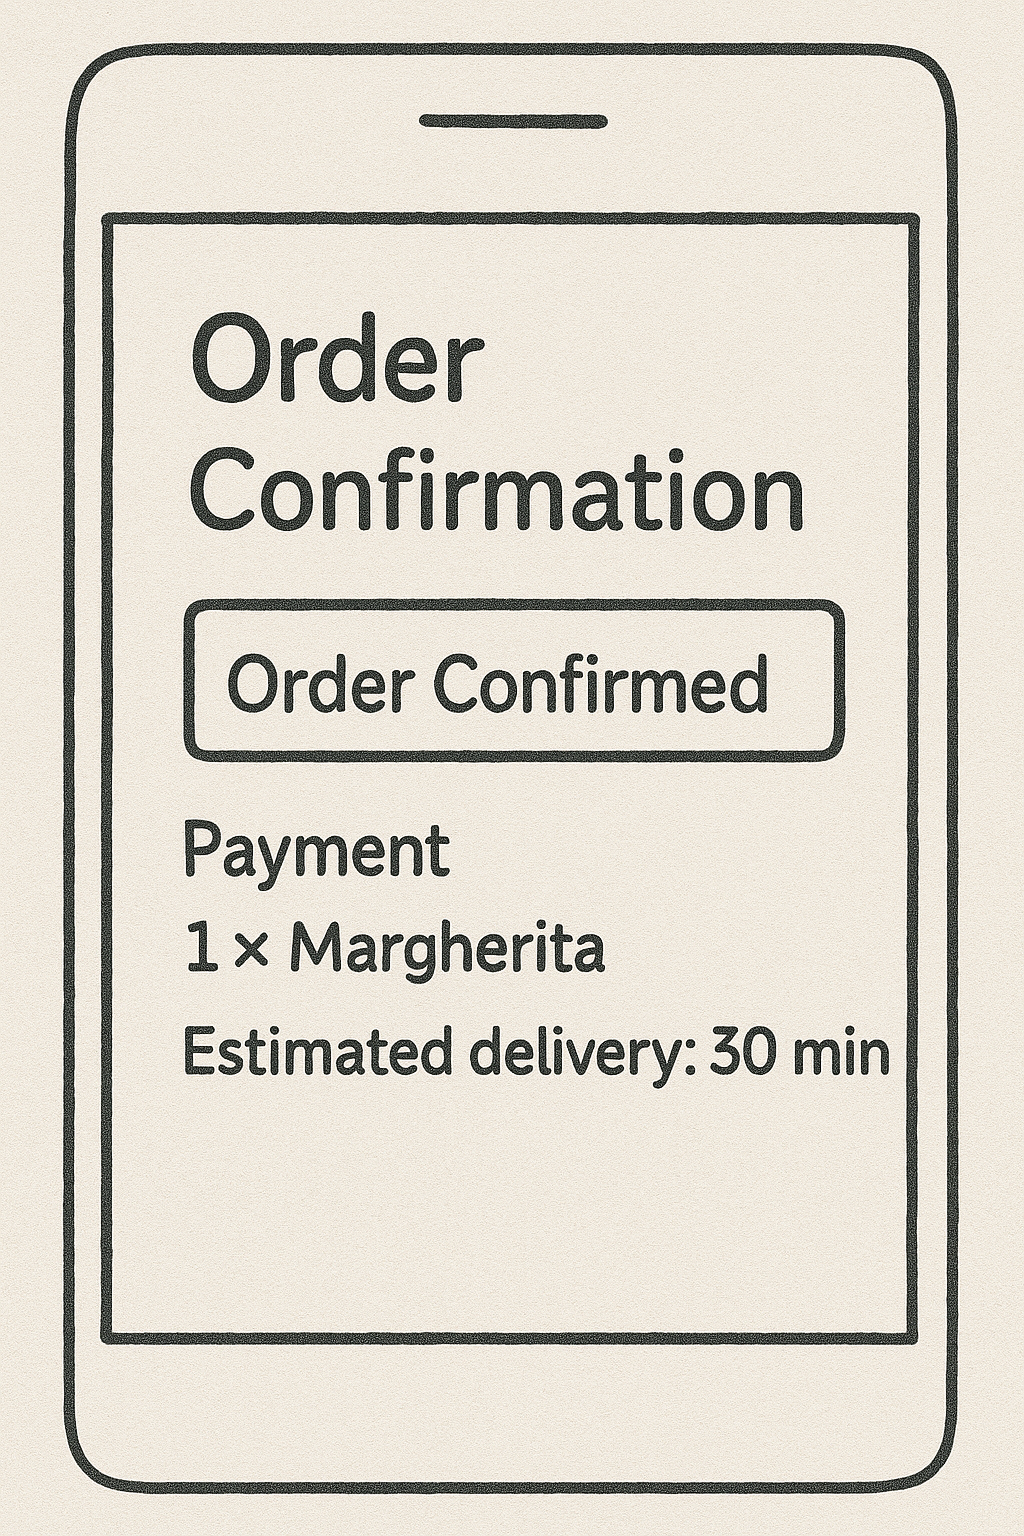 Order
Confirmation
Order Confirmed
Payment
1 × Margherita
Estimated delivery: 30 min